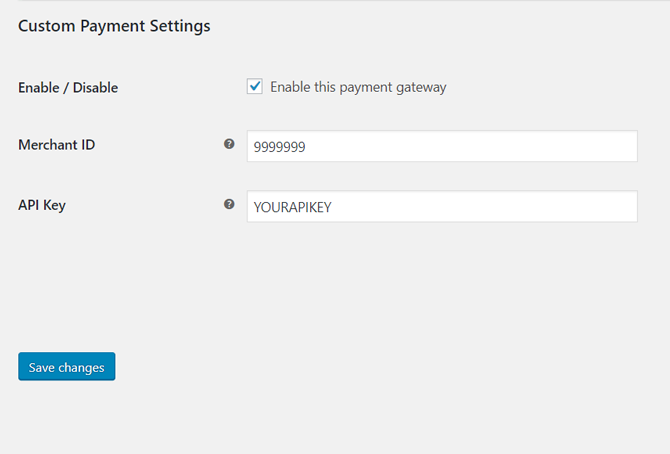 Custom Payment Settings
Enable / Disable Enable this payment gateway
Merchant ID ? 9999999
API Key ? YOURAPIKEY
Save changes